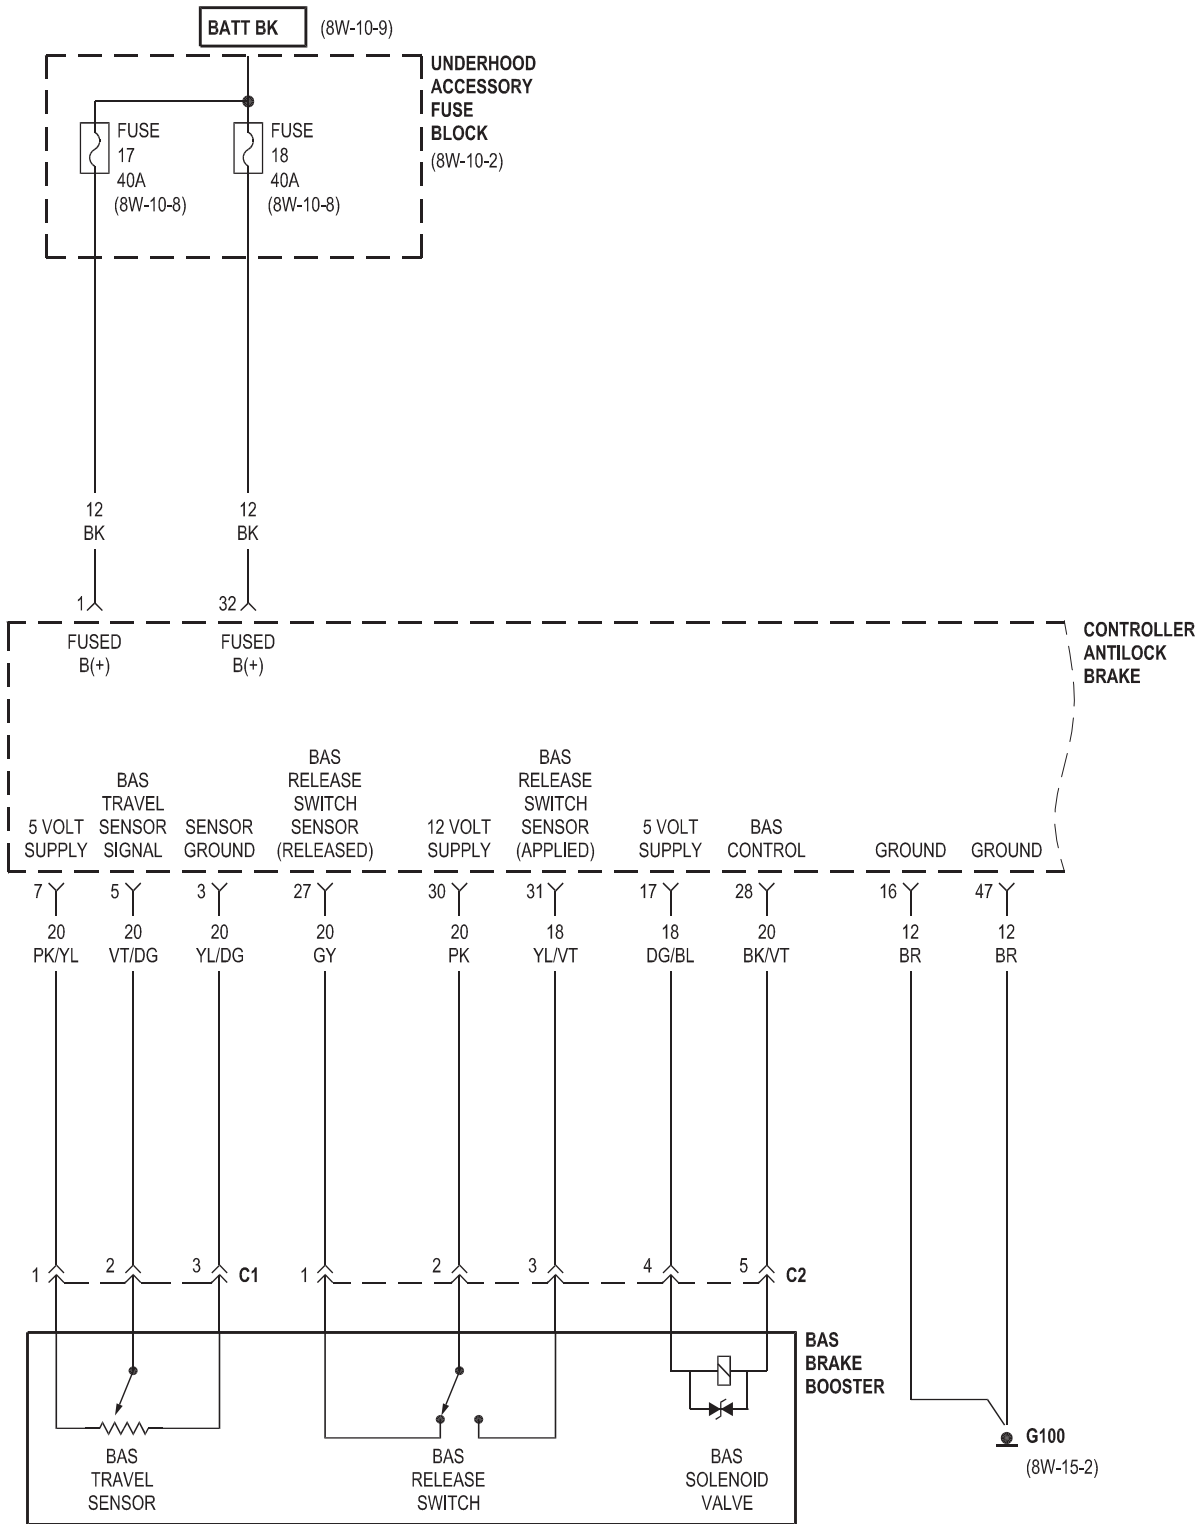 BATT BK (8W-10-9)
UNDERHOOD
ACCESSORY
FUSE
BLOCK
(8W-10-2)
FUSE
17
40A
(8W-10-8)
FUSE
18
40A
(8W-10-8)
12
BK
12
BK
1
32
FUSED
B(+)
FUSED
B(+)
CONTROLLER
ANTILOCK
BRAKE
5 VOLT
SUPPLY
BAS
TRAVEL
SENSOR
SIGNAL
SENSOR
GROUND
BAS
RELEASE
SWITCH
SENSOR
(RELEASED)
12 VOLT
SUPPLY
BAS
RELEASE
SWITCH
SENSOR
(APPLIED)
5 VOLT
SUPPLY
BAS
CONTROL
GROUND
GROUND
7
5
3
27
30
31
17
28
16
47
20
PK/YL
20
VT/DG
20
YL/DG
20
GY
20
PK
18
YL/VT
18
DG/BL
20
BK/VT
12
BR
12
BR
1
2
3
C1
1
2
3
4
5
C2
BAS
BRAKE
BOOSTER
BAS
TRAVEL
SENSOR
BAS
RELEASE
SWITCH
BAS
SOLENOID
VALVE
G100
(8W-15-2)